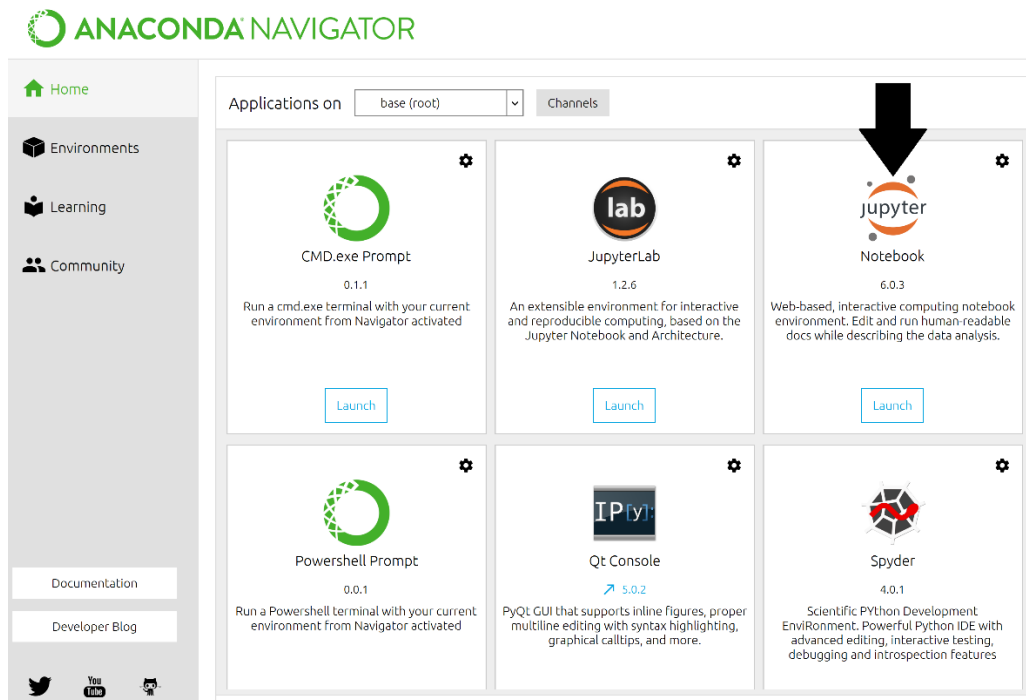 ANACONDA NAVIGATOR
Home
Environments
Learning
Community
Documentation
Developer Blog
You
Tube
Applications on
base (root)
Channels
CMD.exe Prompt
0.1.1
Run a cmd.exe terminal with your current
environment from Navigator activated
Launch
lab
JupyterLab
1.2.6
An extensible environment for interactive
and reproducible computing, based on the
Jupyter Notebook and Architecture.
Launch
jupyter
Notebook
6.0.3
Web-based, interactive computing notebook
environment. Edit and run human-readable
docs while describing the data analysis.
Launch
Powershell Prompt
0.0.1
Run a Powershell terminal with your current
environment from Navigator activated
IP[y]:
Qt Console
5.0.2
PyQt GUI that supports inline figures, proper
multiline editing with syntax highlighting,
graphical calltips, and more.
Spyder
4.0.1
Scientific PYthon Development
EnviRonment. Powerful Python IDE with
advanced editing, interactive testing,
debugging and introspection features